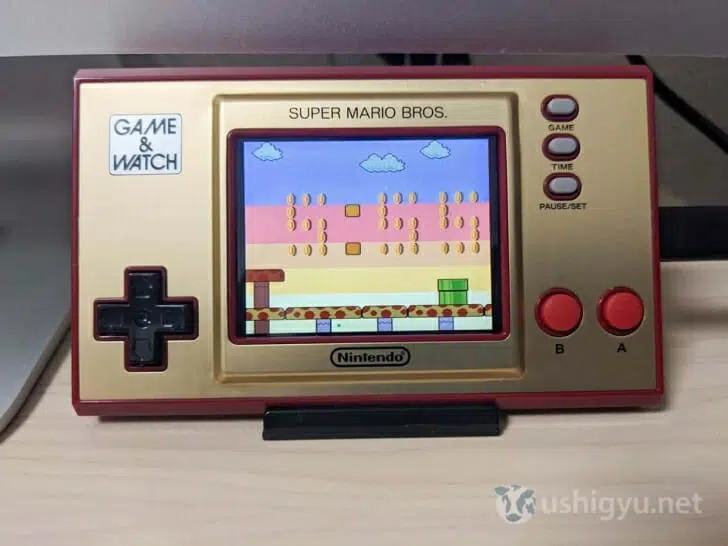 GAME
&
WATCH
SUPER MARIO BROS.
GAME
TIME
PAUSE/SET
B
A
Nintendo
ushigyu.net